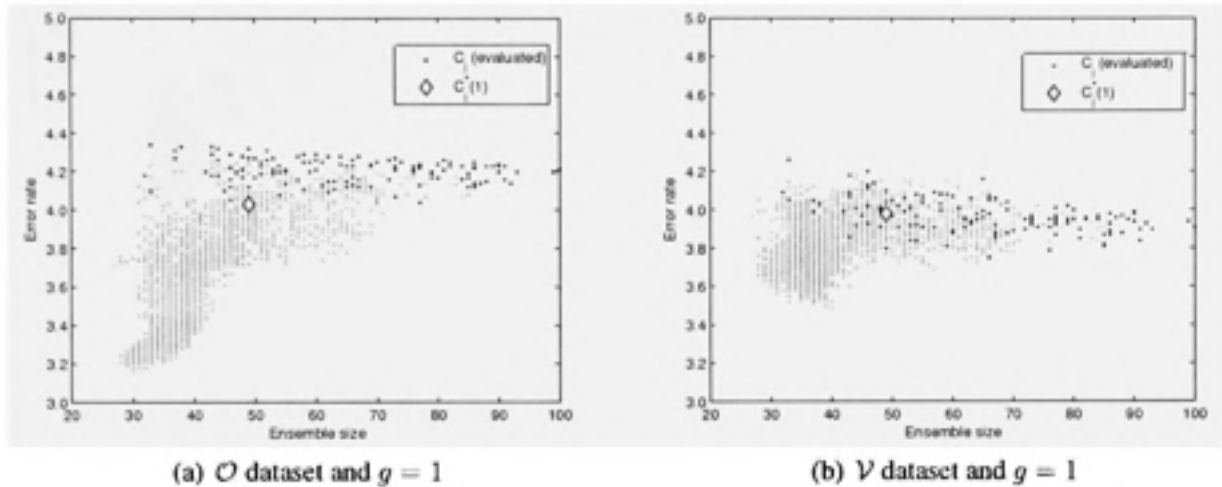 5.0
4.8
4.6
4.4
4.2
4.0
3.8
3.6
3.4
3.2
3.0
Error rate
20 30 40 50 60 70 80 90 100
Ensemble size
C_j (evaluated)
C_j^*(1)
(a) 𝒪 dataset and g = 1
5.0
4.8
4.6
4.4
4.2
4.0
3.8
3.6
3.4
3.2
3.0
Error rate
20 30 40 50 60 70 80 90 100
Ensemble size
C_j (evaluated)
C_j^*(1)
(b) 𝒱 dataset and g = 1